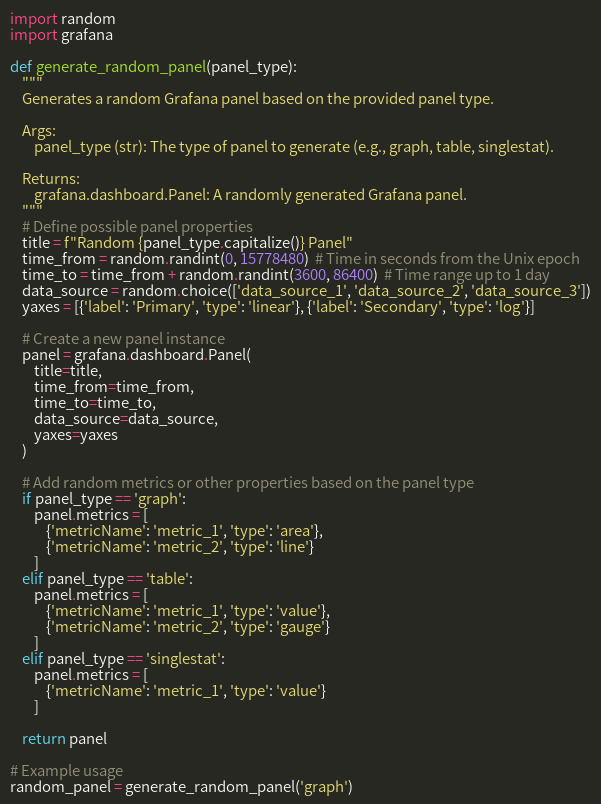 import random
import grafana

def generate_random_panel(panel_type):
    """
    Generates a random Grafana panel based on the provided panel type.

    Args:
        panel_type (str): The type of panel to generate (e.g., graph, table, singlestat).

    Returns:
        grafana.dashboard.Panel: A randomly generated Grafana panel.
    """
    # Define possible panel properties
    title = f"Random {panel_type.capitalize()} Panel"
    time_from = random.randint(0, 15778480)  # Time in seconds from the Unix epoch
    time_to = time_from + random.randint(3600, 86400)  # Time range up to 1 day
    data_source = random.choice(['data_source_1', 'data_source_2', 'data_source_3'])
    yaxes = [{'label': 'Primary', 'type': 'linear'}, {'label': 'Secondary', 'type': 'log'}]

    # Create a new panel instance
    panel = grafana.dashboard.Panel(
        title=title,
        time_from=time_from,
        time_to=time_to,
        data_source=data_source,
        yaxes=yaxes
    )

    # Add random metrics or other properties based on the panel type
    if panel_type == 'graph':
        panel.metrics = [
            {'metricName': 'metric_1', 'type': 'area'},
            {'metricName': 'metric_2', 'type': 'line'}
        ]
    elif panel_type == 'table':
        panel.metrics = [
            {'metricName': 'metric_1', 'type': 'value'},
            {'metricName': 'metric_2', 'type': 'gauge'}
        ]
    elif panel_type == 'singlestat':
        panel.metrics = [
            {'metricName': 'metric_1', 'type': 'value'}
        ]

    return panel

# Example usage
random_panel = generate_random_panel('graph')